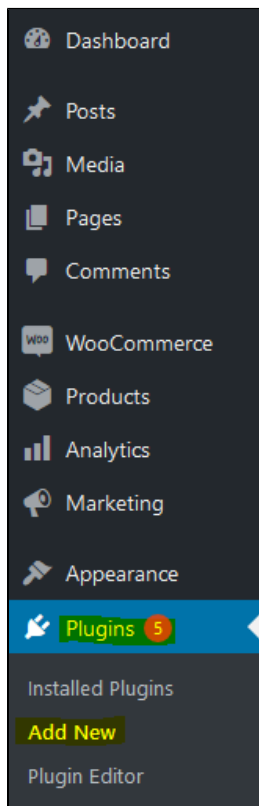 Dashboard
Posts
Media
Pages
Comments
Woo WooCommerce
Products
Analytics
Marketing
Appearance
Plugins 5
Installed Plugins
Add New
Plugin Editor